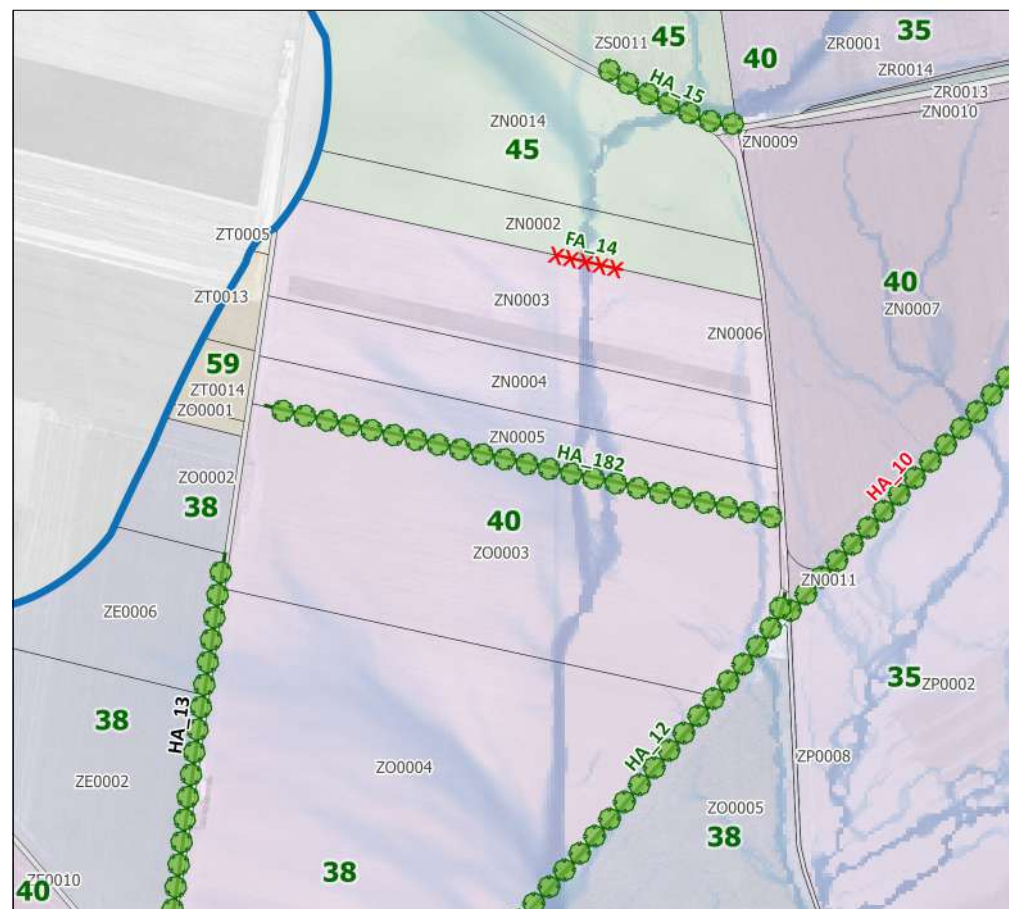 35
45
ZS0011
ZR0001
40
ZR0014
HA_15
ZR0013
ZN0010
ZN0014
ZN0009
45
ZN0002
ZT0005
FA_14
40
ZT0013
ZN0003
ZN0007
ZN0006
59
ZN0004
ZT0014
ZO0001
ZN0005
HA_182
HA_10
ZO0002
38
40
ZO0003
ZN0011
ZE0006
35
ZP0002
38
HA_13
HA_12
ZP0008
ZO0004
ZE0002
ZO0005
38
38
40